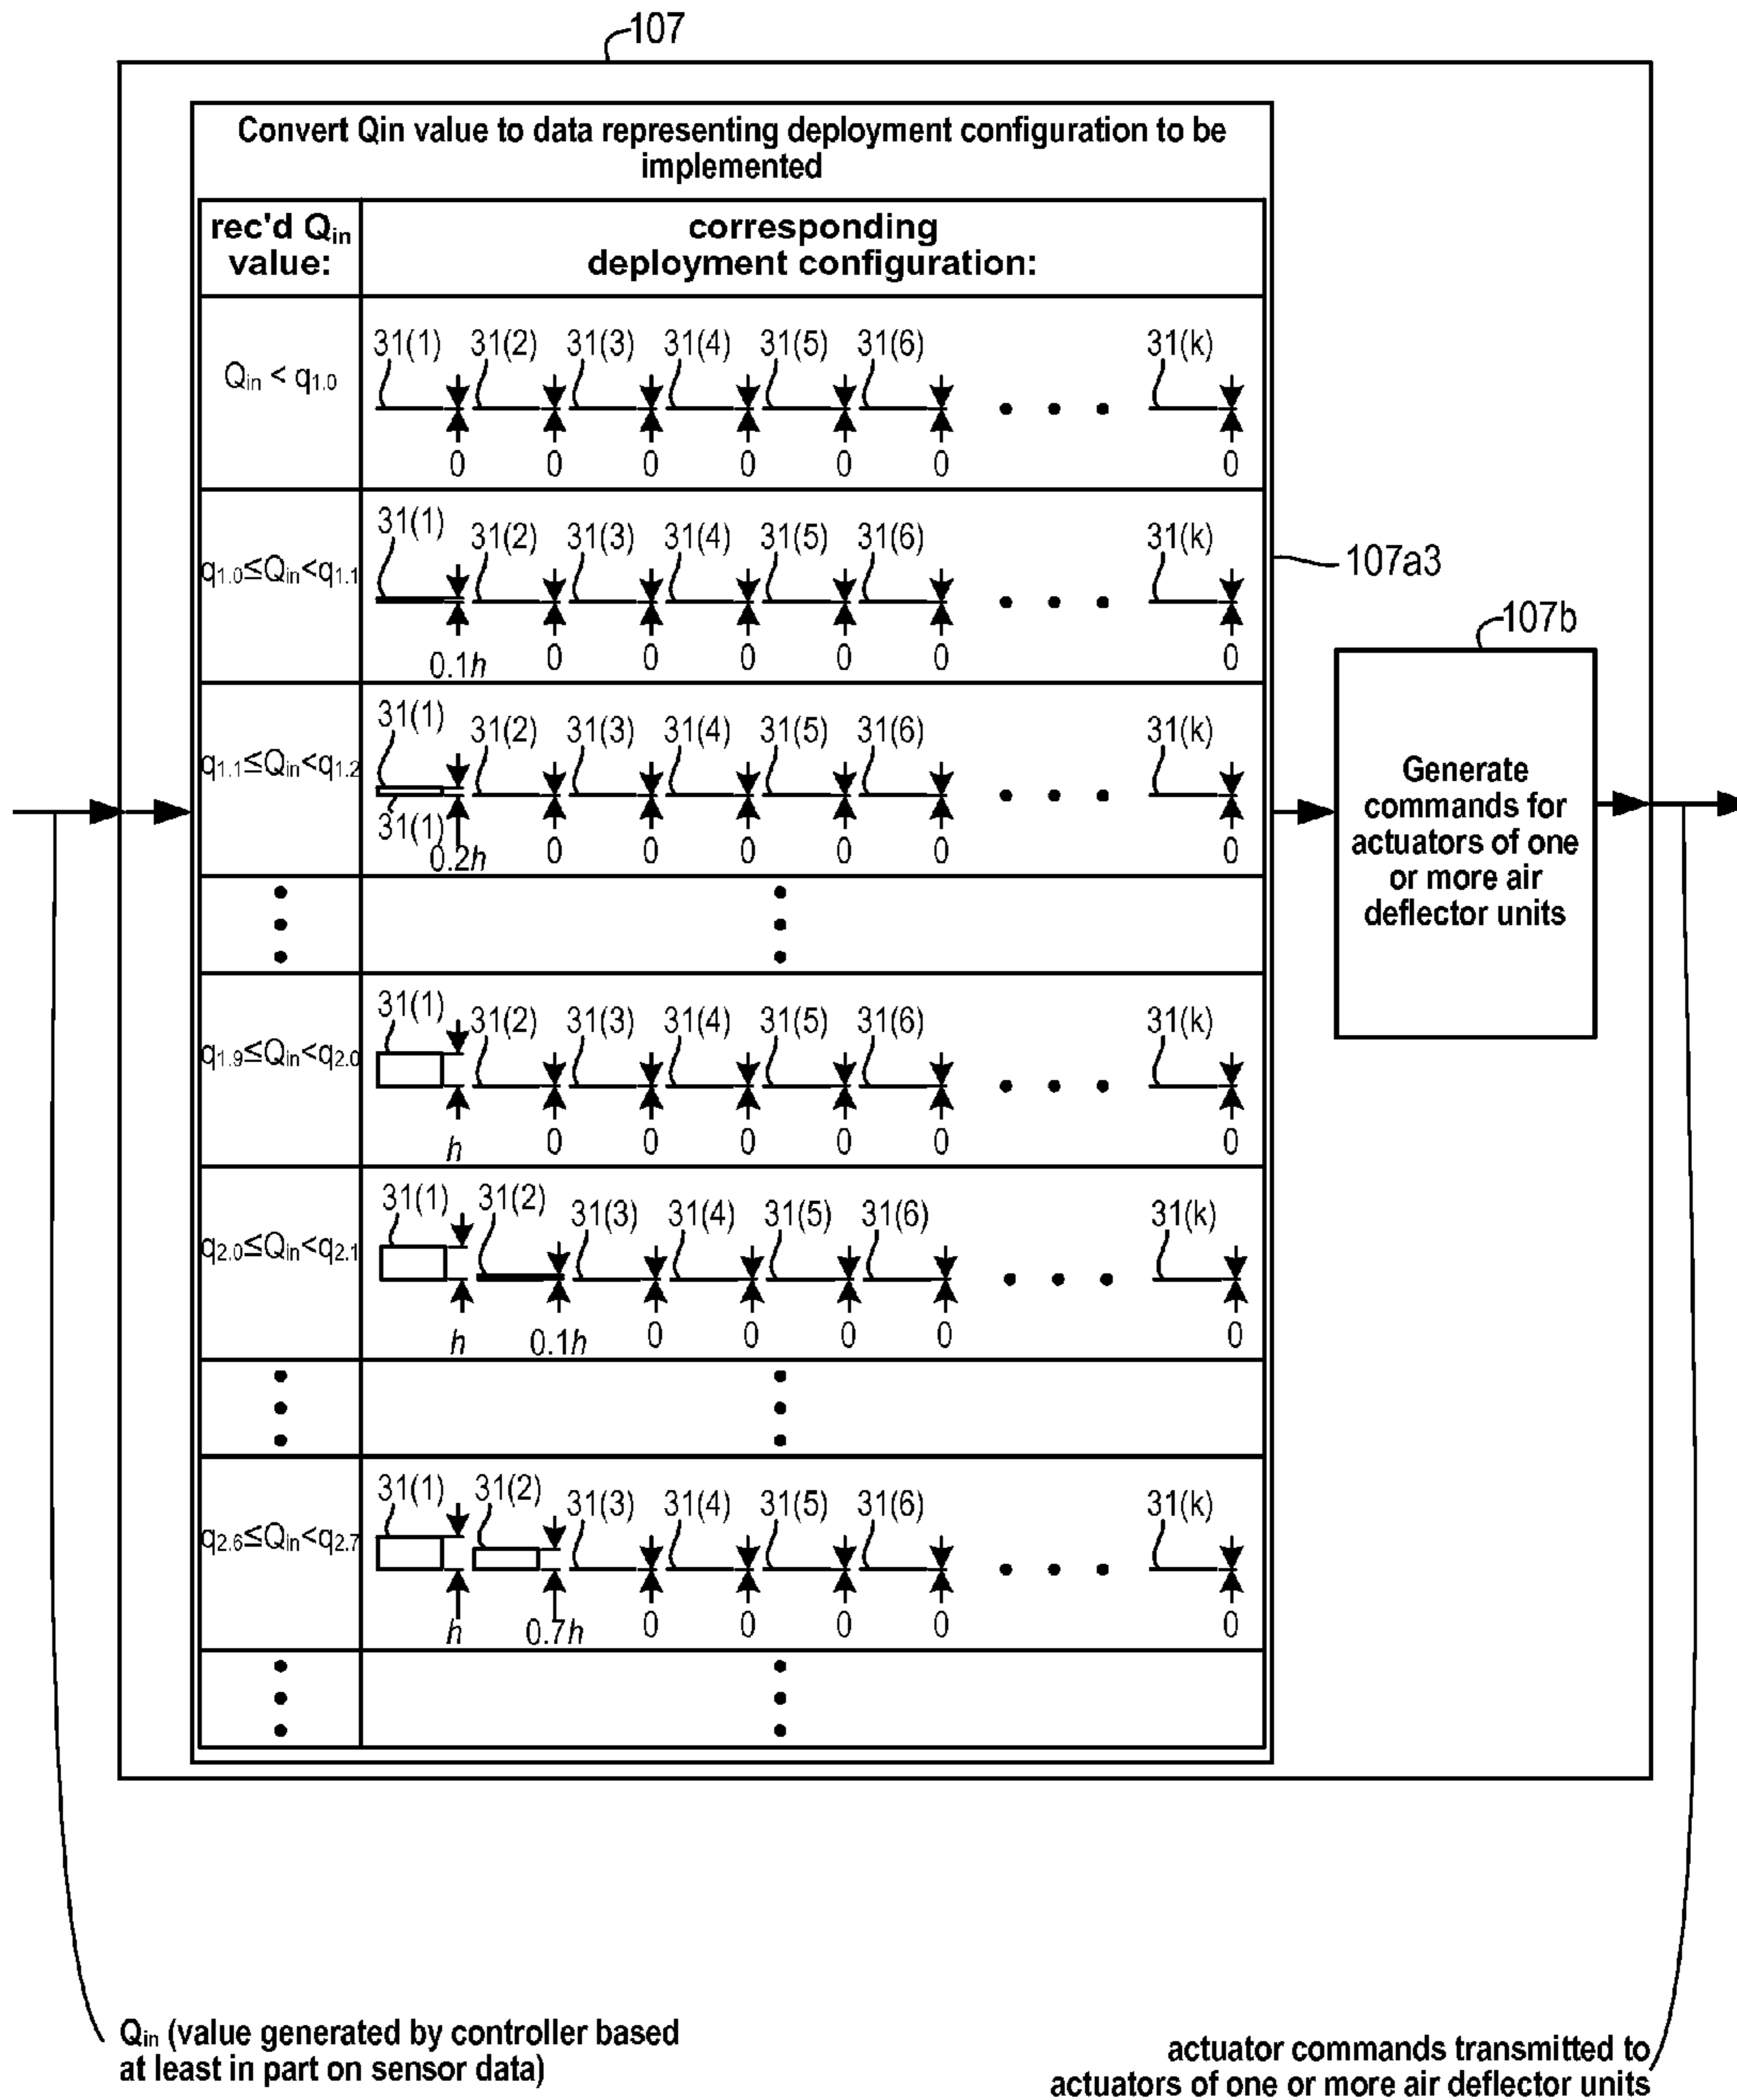 107
Convert Qin value to data representing deployment configuration to be
implemented
rec'd Qin
value:
corresponding
deployment configuration:
Qin < q1.0
31(1) 31(2) 31(3) 31(4) 31(5) 31(6) 31(k)
0 0 0 0 0 0 0
q1.0≤Qin<q1.1
31(1) 31(2) 31(3) 31(4) 31(5) 31(6) 31(k)
0.1h 0 0 0 0 0 0
107a3
q1.1≤Qin<q1.2
31(1) 31(2) 31(3) 31(4) 31(5) 31(6) 31(k)
31(1)
0.2h 0 0 0 0 0 0
q1.9≤Qin<q2.0
31(1) 31(2) 31(3) 31(4) 31(5) 31(6) 31(k)
h 0 0 0 0 0 0
q2.0≤Qin<q2.1
31(1) 31(2) 31(3) 31(4) 31(5) 31(6) 31(k)
h 0.1h 0 0 0 0 0
q2.6≤Qin<q2.7
31(1) 31(2) 31(3) 31(4) 31(5) 31(6) 31(k)
h 0.7h 0 0 0 0 0
107b
Generate
commands for
actuators of one
or more air
deflector units
Qin (value generated by controller based
at least in part on sensor data)
actuator commands transmitted to
actuators of one or more air deflector units